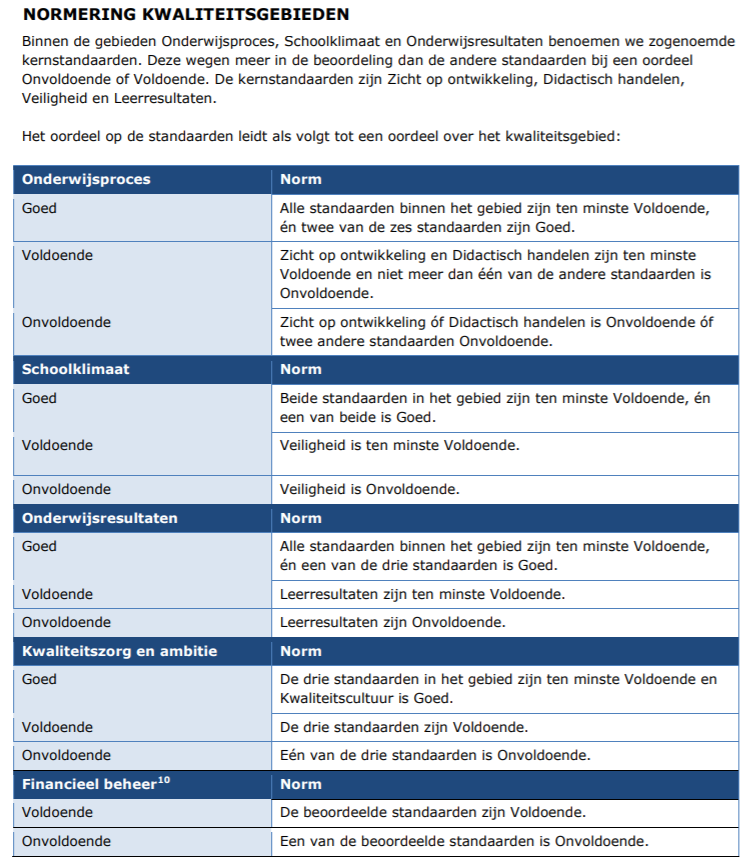 NORMERING KWALITEITSGEBIEDEN
Binnen de gebieden Onderwijsproces, Schoolklimaat en Onderwijsresultaten benoemen we zogenoemde
kernstandaarden. Deze wegen meer in de beoordeling dan de andere standaarden bij een oordeel
Onvoldoende of Voldoende. De kernstandaarden zijn Zicht op ontwikkeling, Didactisch handelen,
Veiligheid en Leerresultaten.
Het oordeel op de standaarden leidt als volgt tot een oordeel over het kwaliteitsgebied:
Onderwijsproces Norm
Goed Alle standaarden binnen het gebied zijn ten minste Voldoende,
én twee van de zes standaarden zijn Goed.
Voldoende Zicht op ontwikkeling en Didactisch handelen zijn ten minste
Voldoende en niet meer dan één van de andere standaarden is
Onvoldoende.
Onvoldoende Zicht op ontwikkeling óf Didactisch handelen is Onvoldoende óf
twee andere standaarden Onvoldoende.
Schoolklimaat Norm
Goed Beide standaarden in het gebied zijn ten minste Voldoende, én
een van beide is Goed.
Voldoende Veiligheid is ten minste Voldoende.
Onvoldoende Veiligheid is Onvoldoende.
Onderwijsresultaten Norm
Goed Alle standaarden binnen het gebied zijn ten minste Voldoende,
én een van de drie standaarden is Goed.
Voldoende Leerresultaten zijn ten minste Voldoende.
Onvoldoende Leerresultaten zijn Onvoldoende.
Kwaliteitszorg en ambitie Norm
Goed De drie standaarden in het gebied zijn ten minste Voldoende en
Kwaliteitscultuur is Goed.
Voldoende De drie standaarden zijn Voldoende.
Onvoldoende Eén van de drie standaarden is Onvoldoende.
Financieel beheer10 Norm
Voldoende De beoordeelde standaarden zijn Voldoende.
Onvoldoende Een van de beoordeelde standaarden is Onvoldoende.